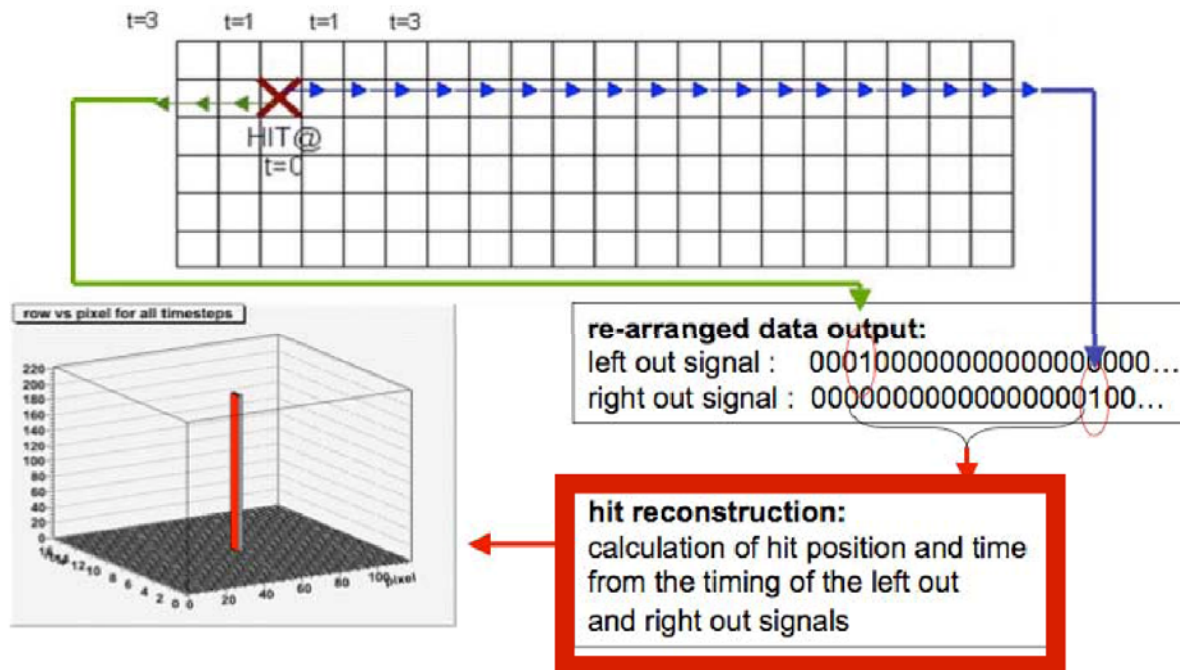 t=3 t=1 t=1 t=3
HIT@
t=0
row vs pixel for all timesteps
220
200
180
160
140
120
100
80
60
40
20
0
12 10 8 6 4 2 0
0 20 40 60 80 100 pixel
re-arranged data output:
left out signal : 0001000000000000000000...
right out signal : 000000000000000000100...
hit reconstruction:
calculation of hit position and time
from the timing of the left out
and right out signals